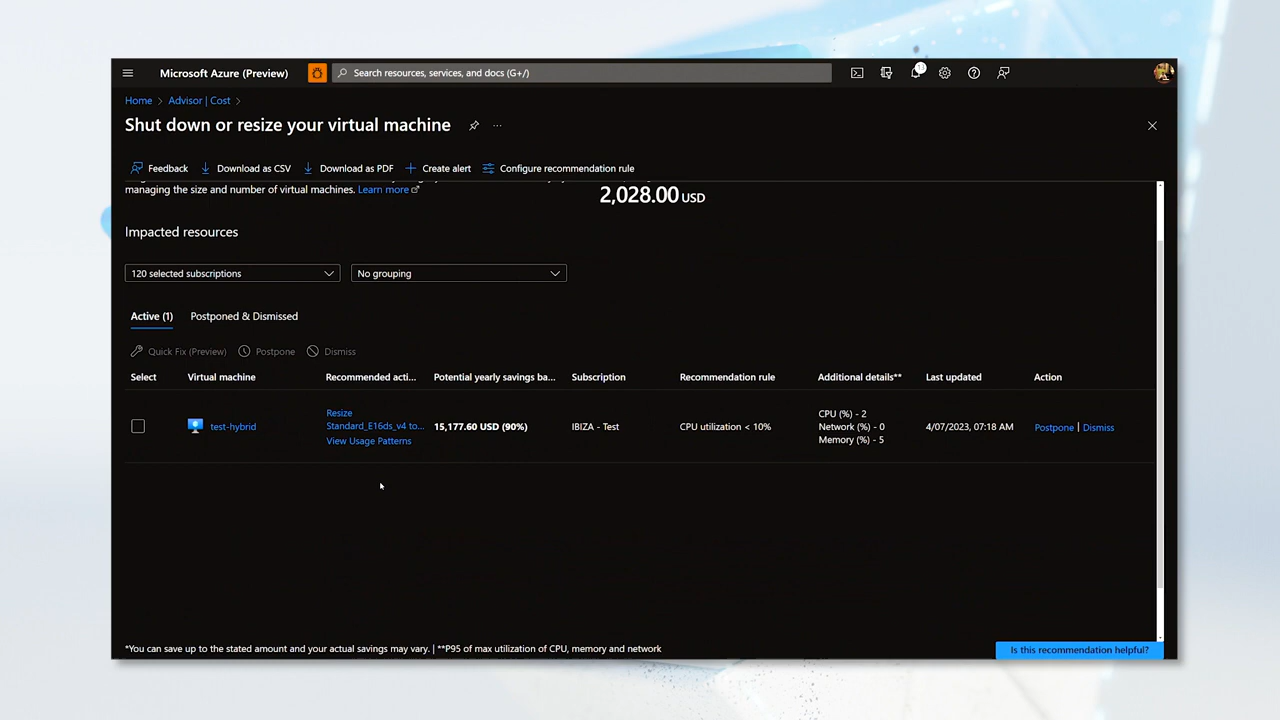 Microsoft Azure (Preview)
Search resources, services, and docs (G+/)
11
Home > Advisor | Cost >
Shut down or resize your virtual machine
Feedback Download as CSV Download as PDF Create alert Configure recommendation rule
managing the size and number of virtual machines. Learn more
2,028.00 USD
Impacted resources
120 selected subscriptions No grouping
Active (1) Postponed & Dismissed
Quick Fix (Preview) Postpone Dismiss
Select Virtual machine Recommended acti... Potential yearly savings ba... Subscription Recommendation rule Additional details** Last updated Action
test-hybrid
Resize
Standard_E16ds_v4 to...
View Usage Patterns
15,177.60 USD (90%)
IBIZA - Test
CPU utilization < 10%
CPU (%) - 2
Network (%) - 0
Memory (%) - 5
4/07/2023, 07:18 AM
Postpone | Dismiss
*You can save up to the stated amount and your actual savings may vary. | **P95 of max utilization of CPU, memory and network
Is this recommendation helpful?